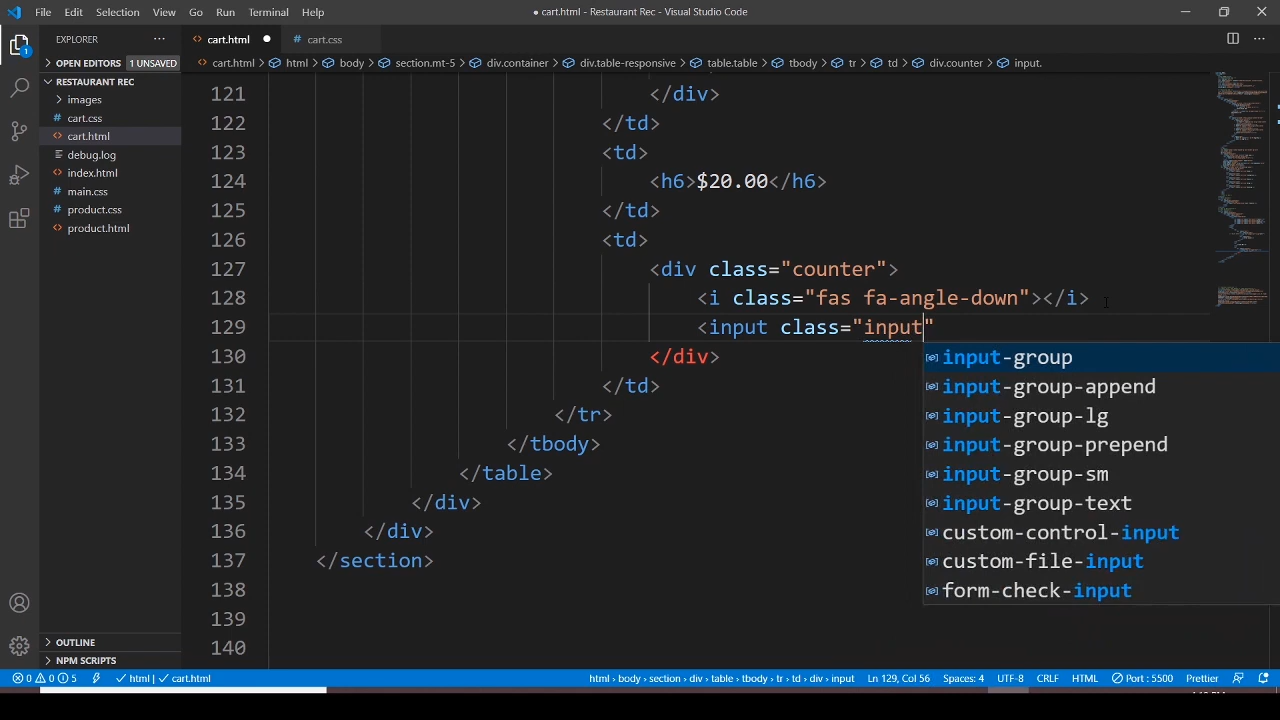 File Edit Selection View Go Run Terminal Help
cart.html - Restaurant Rec - Visual Studio Code
EXPLORER
cart.html
cart.css
OPEN EDITORS 1 UNSAVED
cart.html > html > body > section.mt-5 > div.container > div.table-responsive > table.table > tbody > tr > td > div.counter > input.
RESTAURANT REC
images
cart.css
cart.html
debug.log
index.html
main.css
product.css
product.html
1
121 </div>
122 </td>
123 <td>
124 <h6>$20.00</h6>
125 </td>
126 <td>
127 <div class="counter">
128 <i class="fas fa-angle-down"></i>
129 <input class="input"
130 </div>
131 </td>
132 </tr>
133 </tbody>
134 </table>
135 </div>
136 </div>
137 </section>
138
139
140
input-group
input-group-append
input-group-lg
input-group-prepend
input-group-sm
input-group-text
custom-control-input
custom-file-input
form-check-input
OUTLINE
NPM SCRIPTS
0 0 5 html | cart.html
html > body > section > div > div > table > tbody > tr > td > div > input Ln 129, Col 56 Spaces: 4 UTF-8 CRLF HTML Port : 5500 Prettier